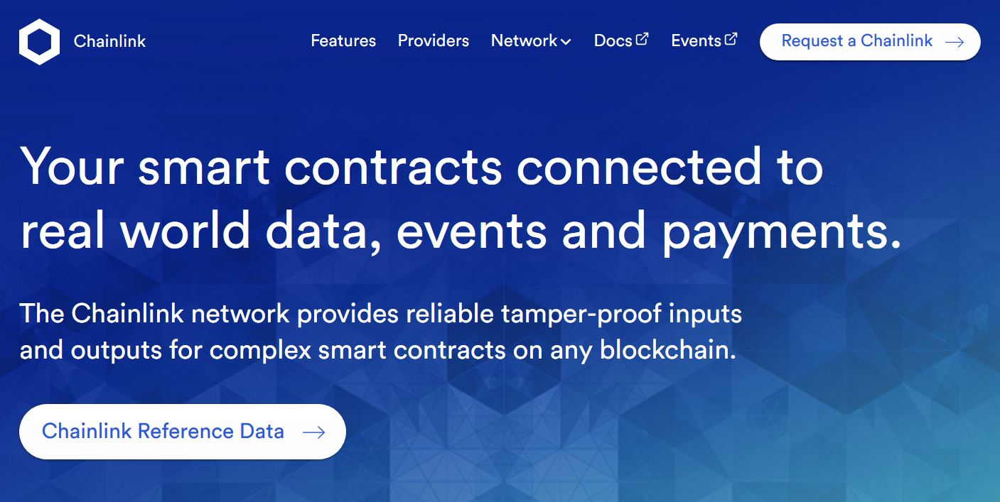 Chainlink
Features Providers Network Docs Events Request a Chainlink
Your smart contracts connected to
real world data, events and payments.
The Chainlink network provides reliable tamper-proof inputs
and outputs for complex smart contracts on any blockchain.
Chainlink Reference Data